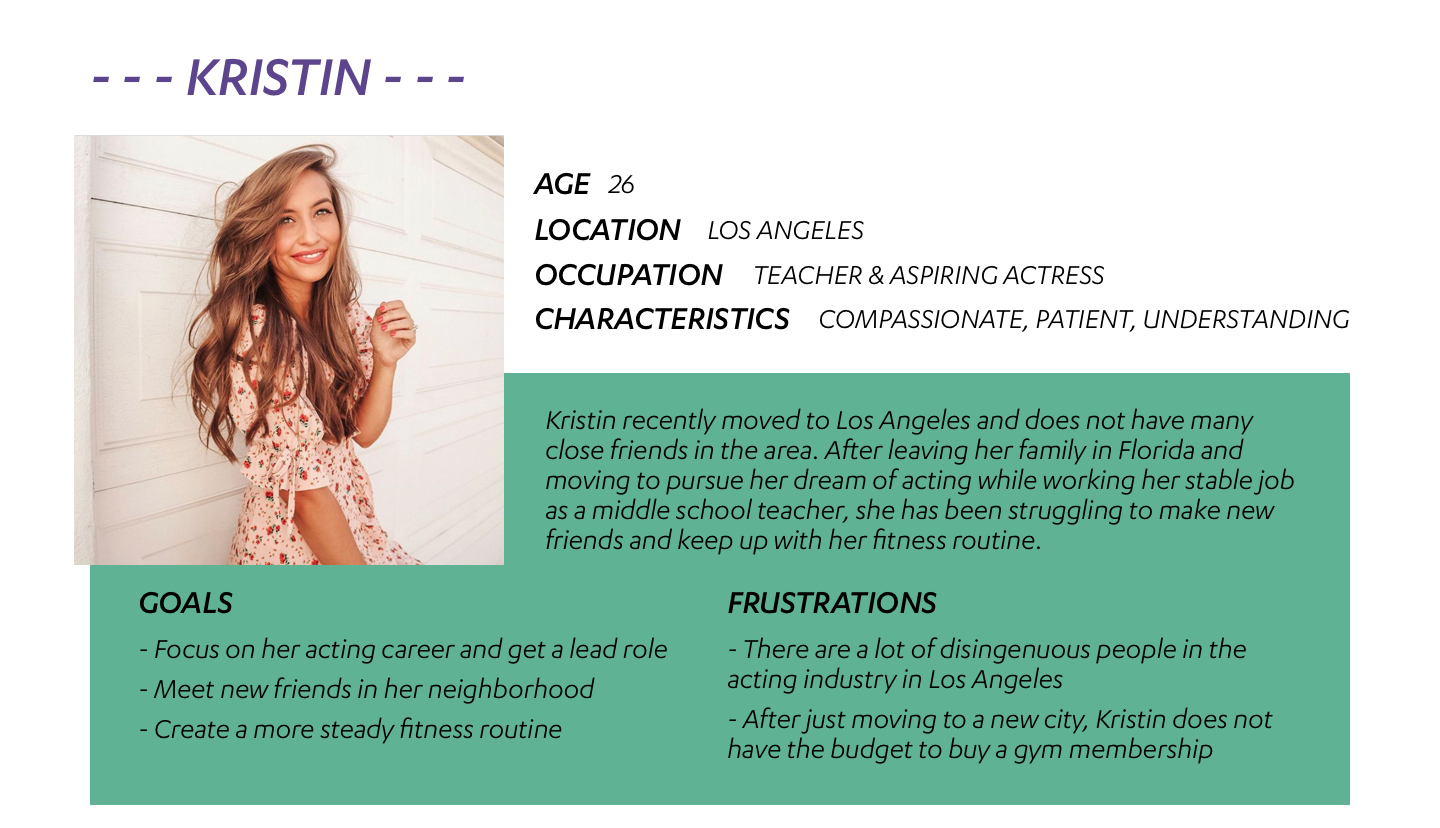 - - - KRISTIN - - -
AGE 26
LOCATION LOS ANGELES
OCCUPATION TEACHER & ASPIRING ACTRESS
CHARACTERISTICS COMPASSIONATE, PATIENT, UNDERSTANDING
Kristin recently moved to Los Angeles and does not have many
close friends in the area. After leaving her family in Florida and
moving to pursue her dream of acting while working her stable job
as a middle school teacher, she has been struggling to make new
friends and keep up with her fitness routine.
GOALS
- Focus on her acting career and get a lead role
- Meet new friends in her neighborhood
- Create a more steady fitness routine
FRUSTRATIONS
- There are a lot of disingenuous people in the
acting industry in Los Angeles
- After just moving to a new city, Kristin does not
have the budget to buy a gym membership